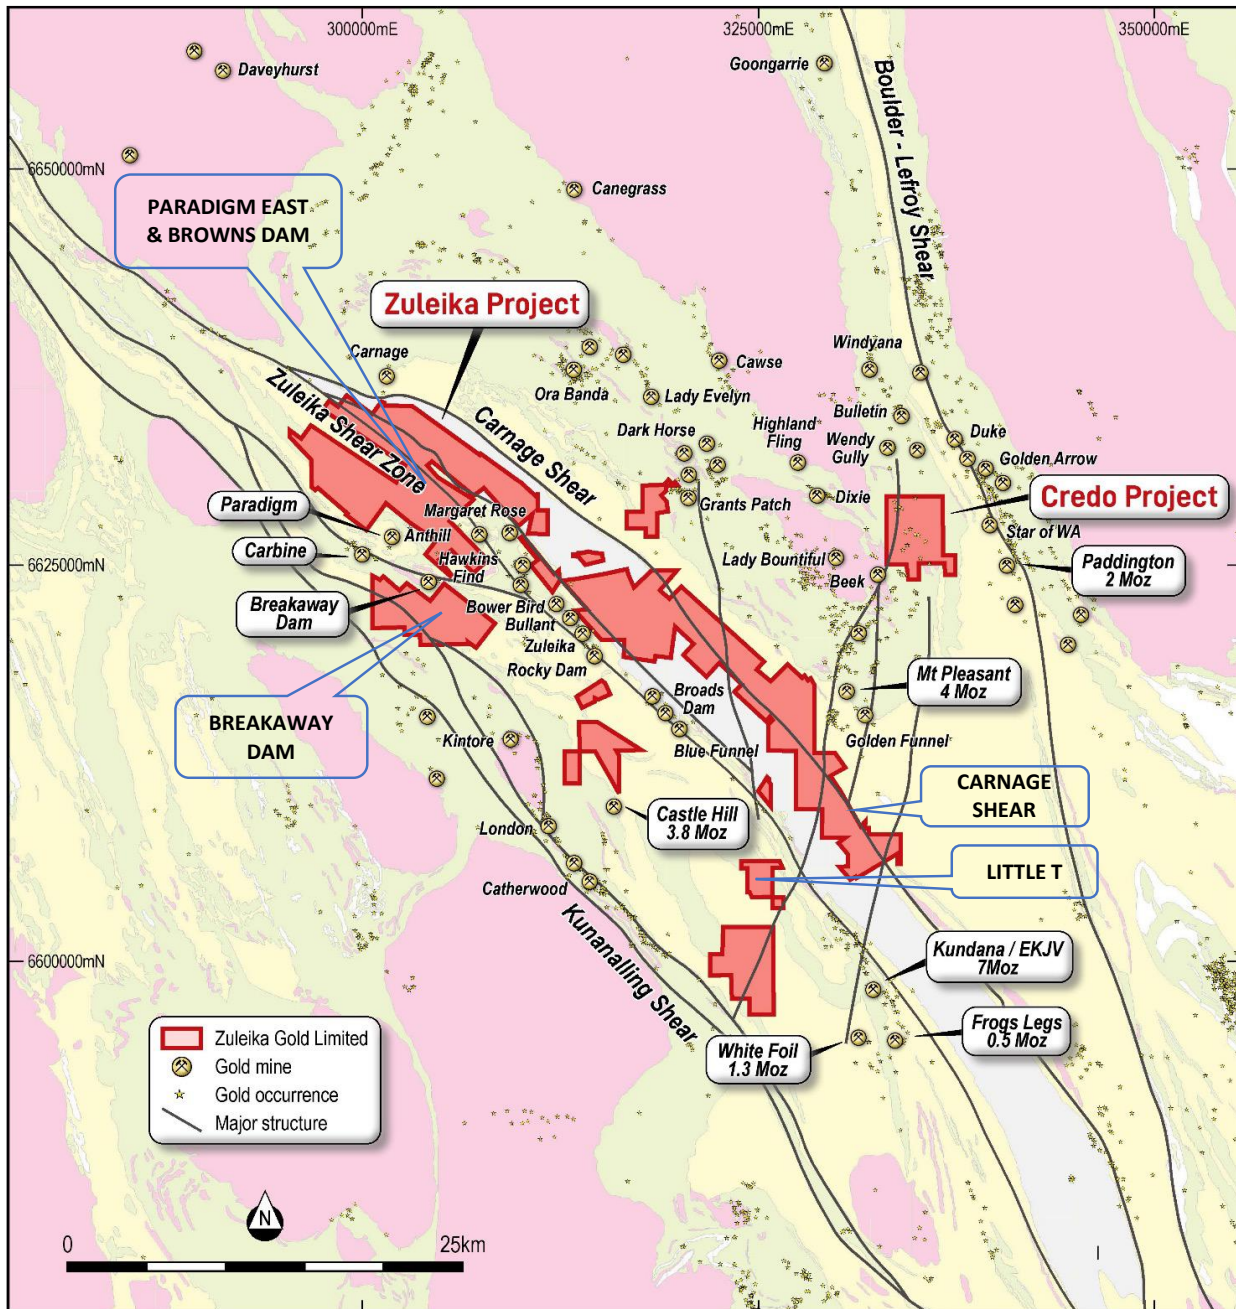 300000mE
325000mE
350000mE
Daveyhurst
Goongarrie
Boulder - Lefroy Shear
6650000mN
Canegrass
PARADIGM EAST
& BROWNS DAM
Zuleika Project
Carnage
Cawse
Windyana
Ora Banda
Lady Evelyn
Zuleika Shear Zone
Carnage Shear
Dark Horse
Highland
Fling
Bulletin
Wendy
Gully
Duke
Golden Arrow
Credo Project
Paradigm
Margaret Rose
Grants Patch
Dixie
Anthill
Star of WA
Carbine
Hawkins
Find
6625000mN
Lady Bountiful
Beek
Paddington
2 Moz
Breakaway
Dam
Bower Bird
Bullant
Zuleika
Rocky Dam
Broads
Dam
Mt Pleasant
4 Moz
BREAKAWAY
DAM
Kintore
Blue Funnel
Golden Funnel
CARNAGE
SHEAR
Castle Hill
3.8 Moz
London
LITTLE T
Catherwood
Kunanalling Shear
Kundana / EKJV
7Moz
6600000mN
Frogs Legs
0.5 Moz
White Foil
1.3 Moz
Zuleika Gold Limited
Gold mine
Gold occurrence
Major structure
N
0
25km